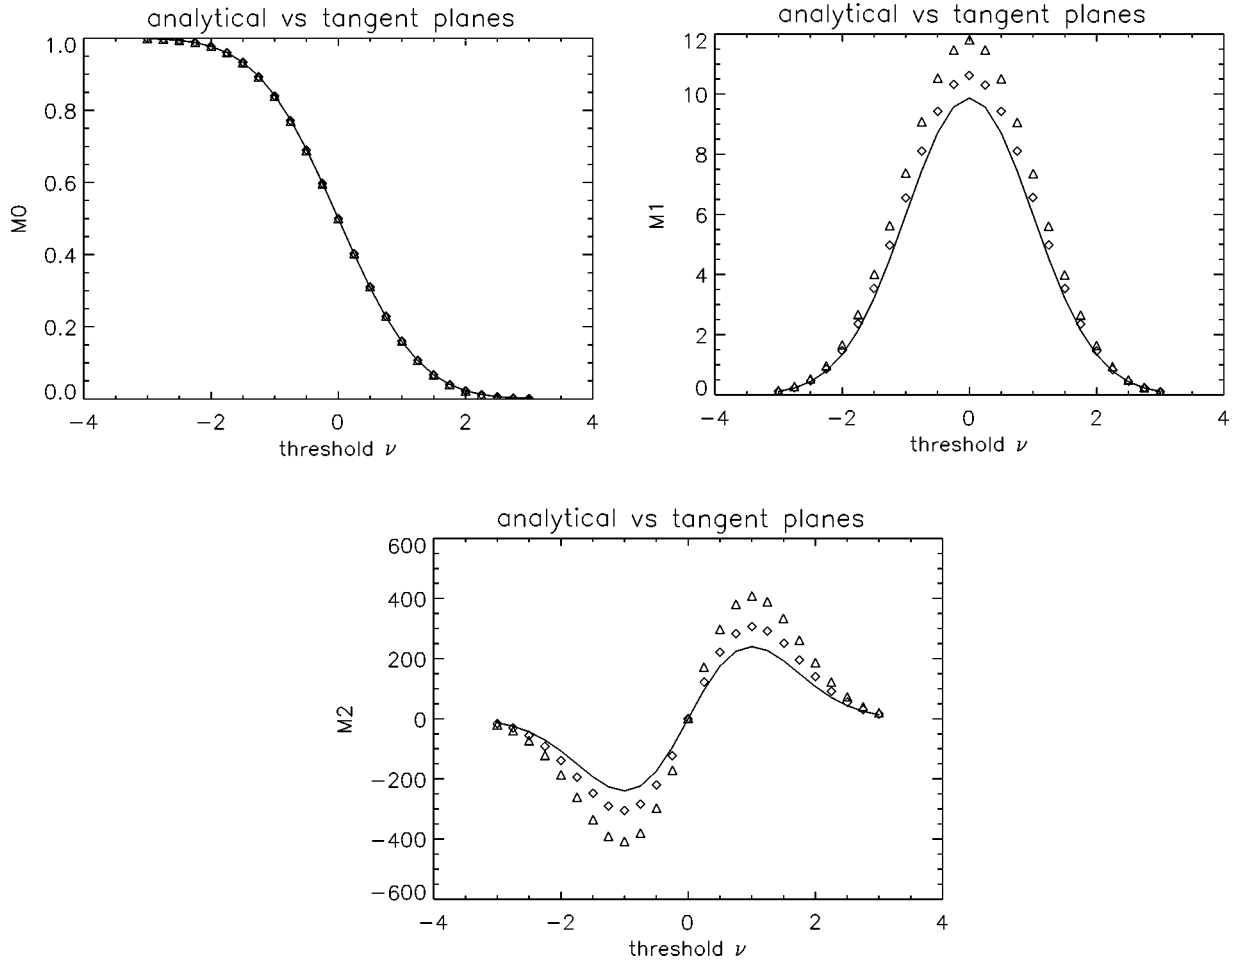 analytical vs tangent planes
1.0
0.8
0.6
0.4
0.2
0.0
M0
−4 −2 0 2 4
threshold ν
analytical vs tangent planes
12
10
8
6
4
2
0
M1
−4 −2 0 2 4
threshold ν
analytical vs tangent planes
600
400
200
0
−200
−400
−600
M2
−4 −2 0 2 4
threshold ν